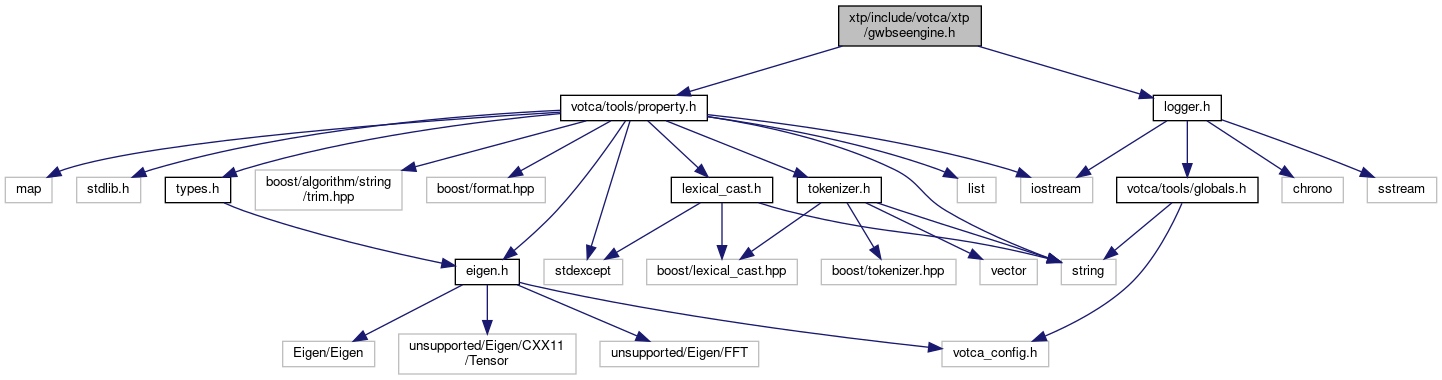 xtp/include/votca/xtp
/gwbseengine.h
votca/tools/property.h
logger.h
map
stdlib.h
types.h
boost/algorithm/string
/trim.hpp
boost/format.hpp
lexical_cast.h
tokenizer.h
list
iostream
votca/tools/globals.h
chrono
sstream
eigen.h
stdexcept
boost/lexical_cast.hpp
boost/tokenizer.hpp
vector
string
Eigen/Eigen
unsupported/Eigen/CXX11
/Tensor
unsupported/Eigen/FFT
votca_config.h